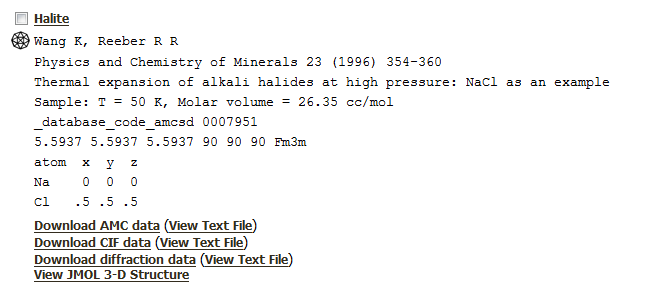 Halite
Wang K, Reeber R R
Physics and Chemistry of Minerals 23 (1996) 354-360
Thermal expansion of alkali halides at high pressure: NaCl as an example
Sample: T = 50 K, Molar volume = 26.35 cc/mol
_database_code_amcsd 0007951
5.5937 5.5937 5.5937 90 90 90 Fm3m
atom x y z
Na 0 0 0
Cl .5 .5 .5
Download AMC data (View Text File)
Download CIF data (View Text File)
Download diffraction data (View Text File)
View JMOL 3-D Structure